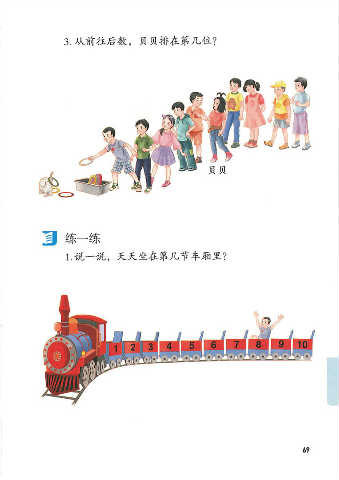 3.从前往后数，贝贝排在第几位？
贝贝
练一练
1.说一说，天天坐在第几节车厢里？
1 2 3 4 5 6 7 8 9 10
69